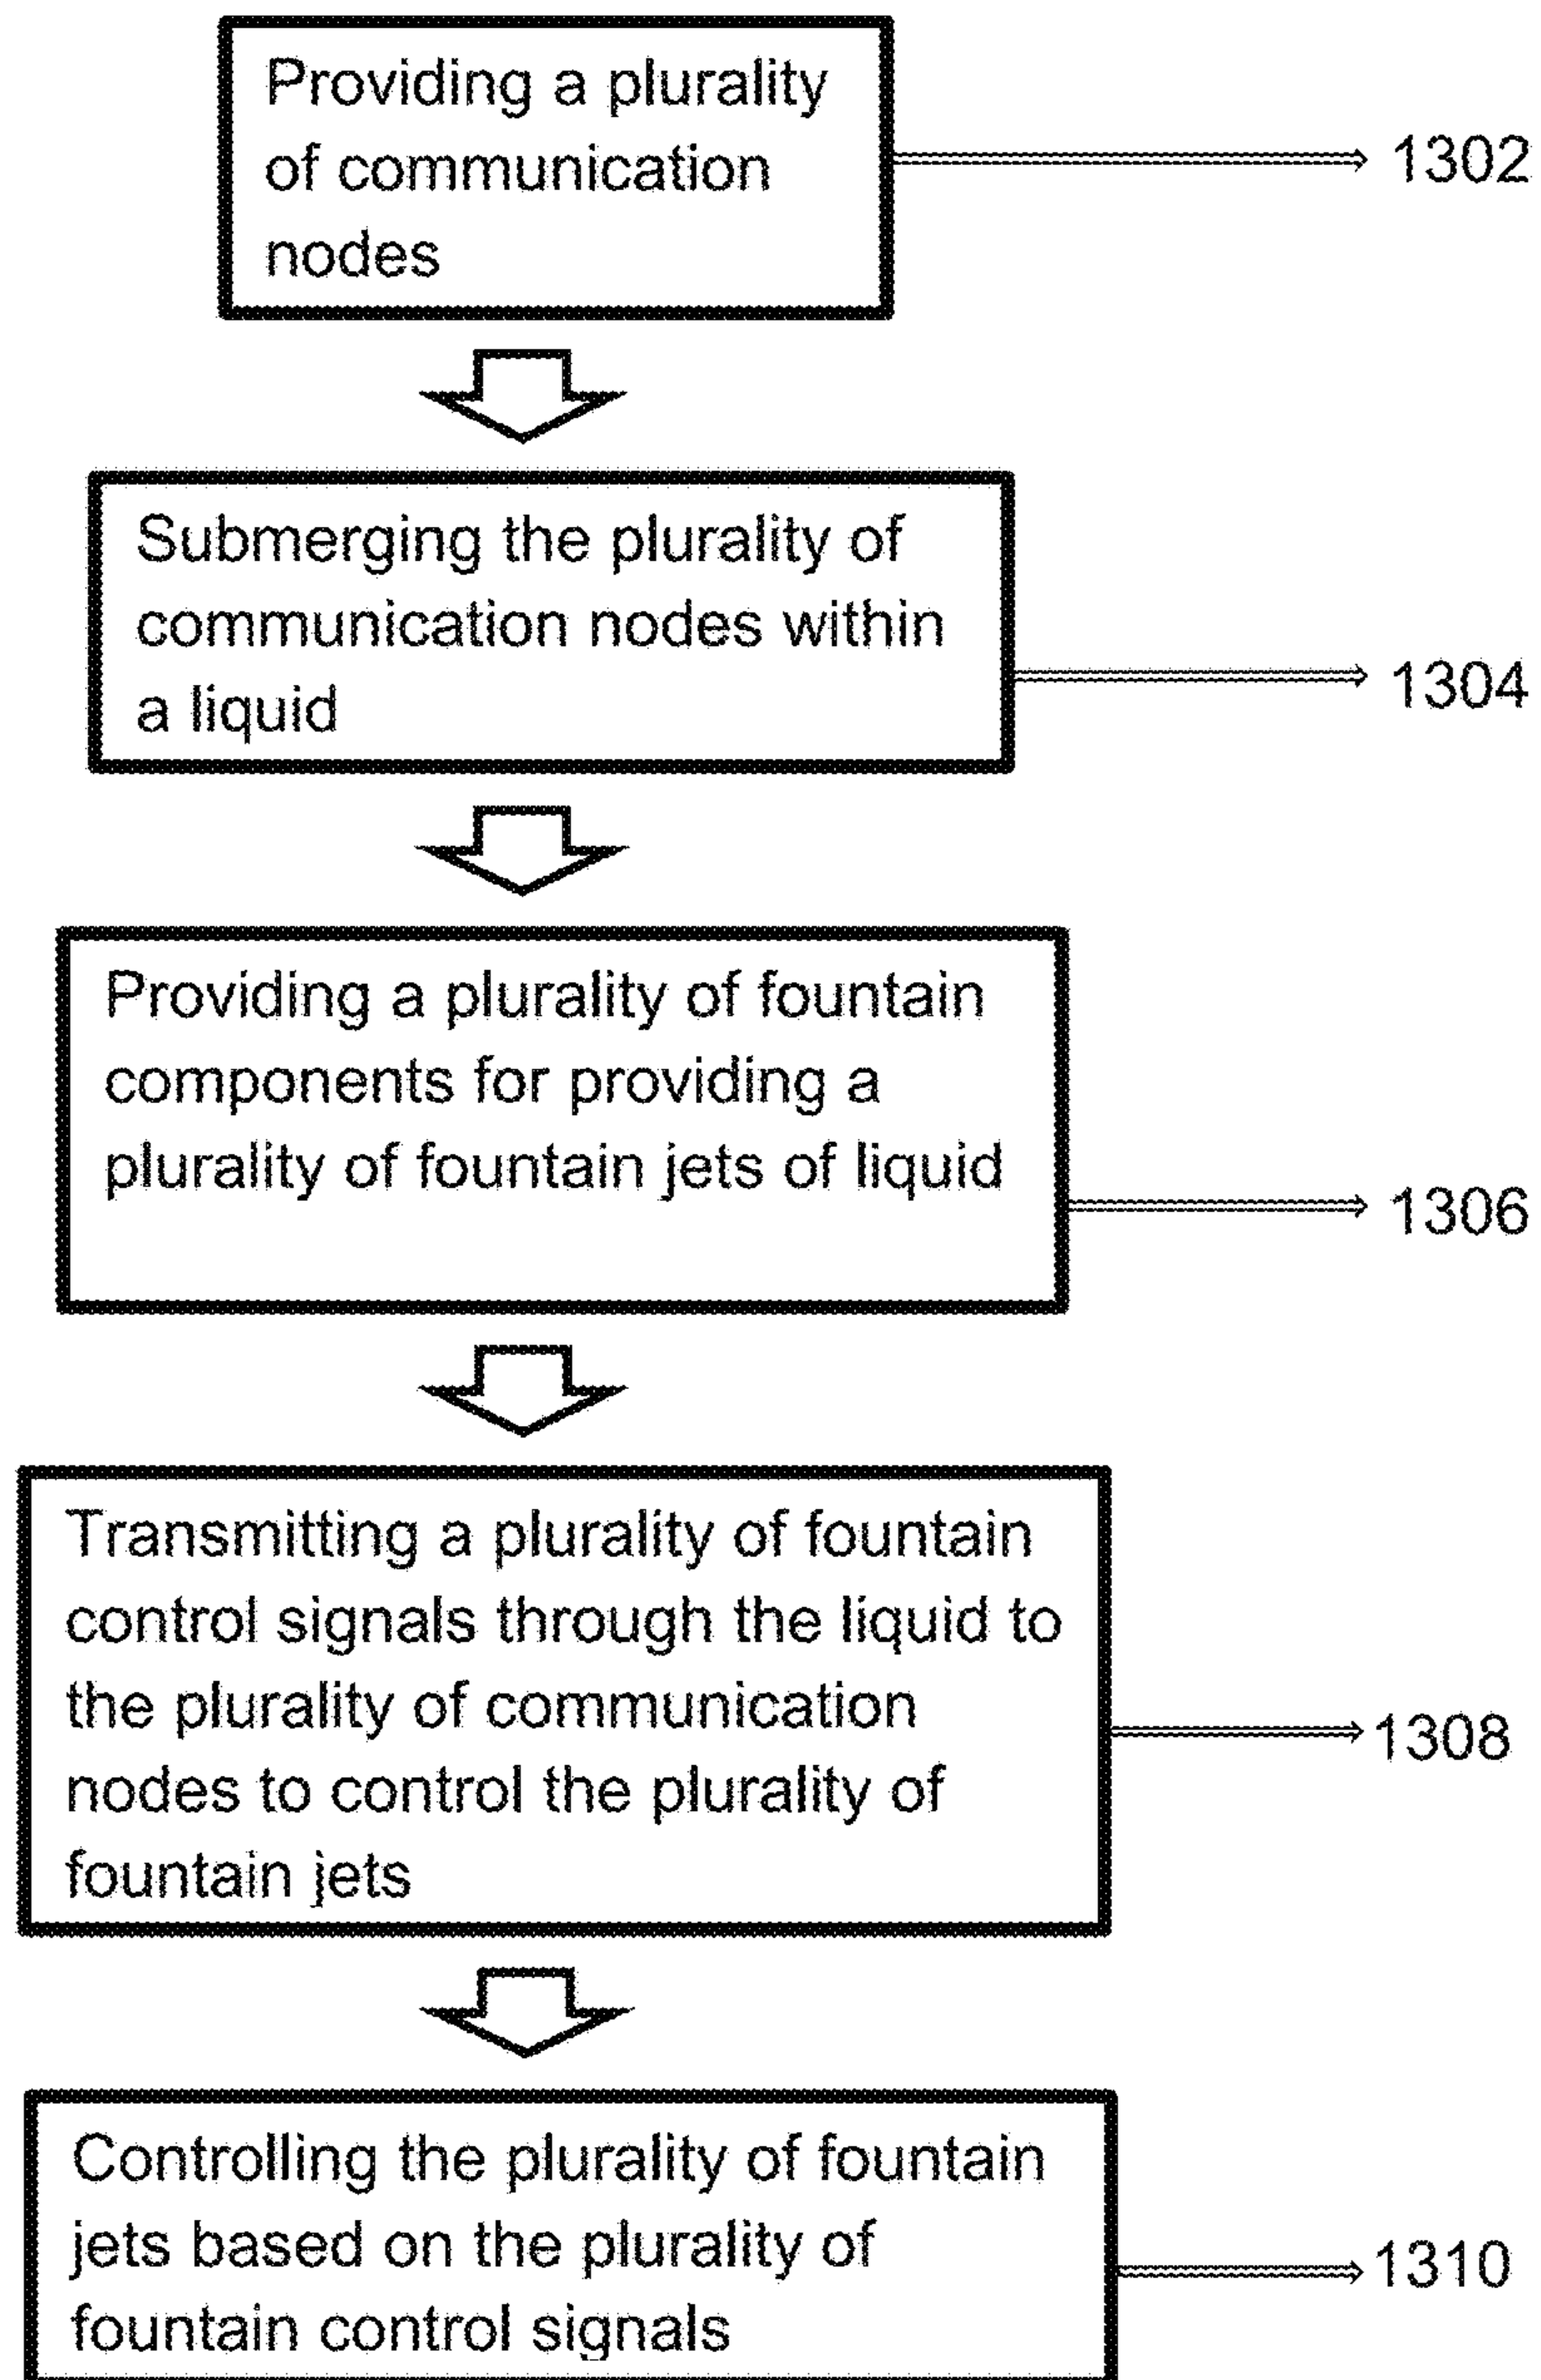 Providing a plurality
of communication
nodes
1302
Submerging the plurality of
communication nodes within
a liquid
1304
Providing a plurality of fountain
components for providing a
plurality of fountain jets of liquid
1306
Transmitting a plurality of fountain
control signals through the liquid to
the plurality of communication
nodes to control the plurality of
fountain jets
1308
Controlling the plurality of fountain
jets based on the plurality of
fountain control signals
1310